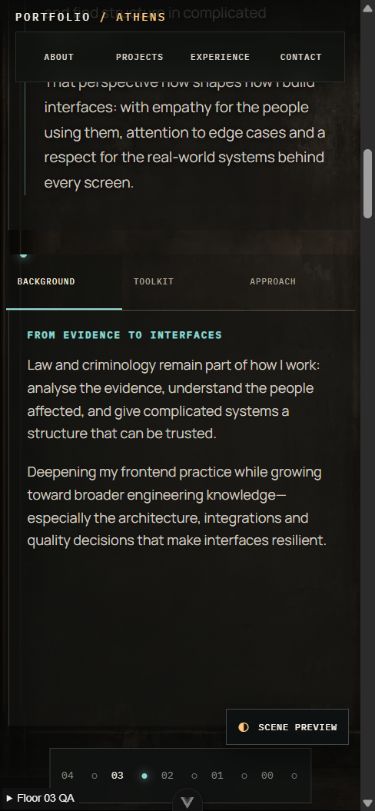 and find structure in complicated
PORTFOLIO / ATHENS
ABOUT PROJECTS EXPERIENCE CONTACT
That perspective now shapes how I build
interfaces: with empathy for the people
using them, attention to edge cases and a
respect for the real-world systems behind
every screen.
BACKGROUND TOOLKIT APPROACH
FROM EVIDENCE TO INTERFACES
Law and criminology remain part of how I work:
analyse the evidence, understand the people
affected, and give complicated systems a
structure that can be trusted.
Deepening my frontend practice while growing
toward broader engineering knowledge—
especially the architecture, integrations and
quality decisions that make interfaces resilient.
SCENE PREVIEW
04 03 02 01 00
Floor 03 QA